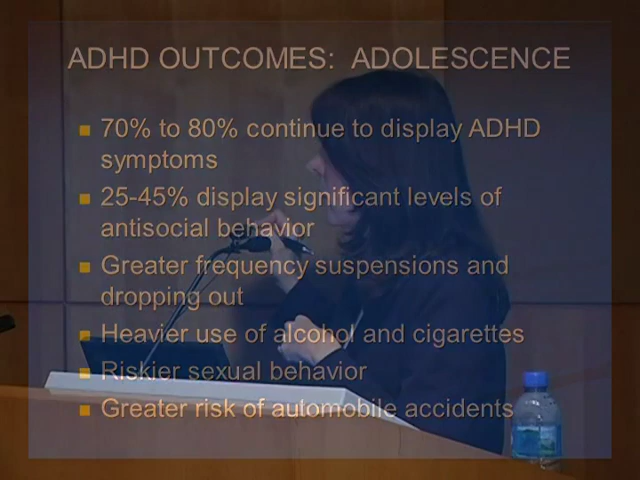 ADHD OUTCOMES: ADOLESCENCE
70% to 80% continue to display ADHD
symptoms
25-45% display significant levels of
antisocial behavior
Greater frequency suspensions and
dropping out
Heavier use of alcohol and cigarettes
Riskier sexual behavior
Greater risk of automobile accidents